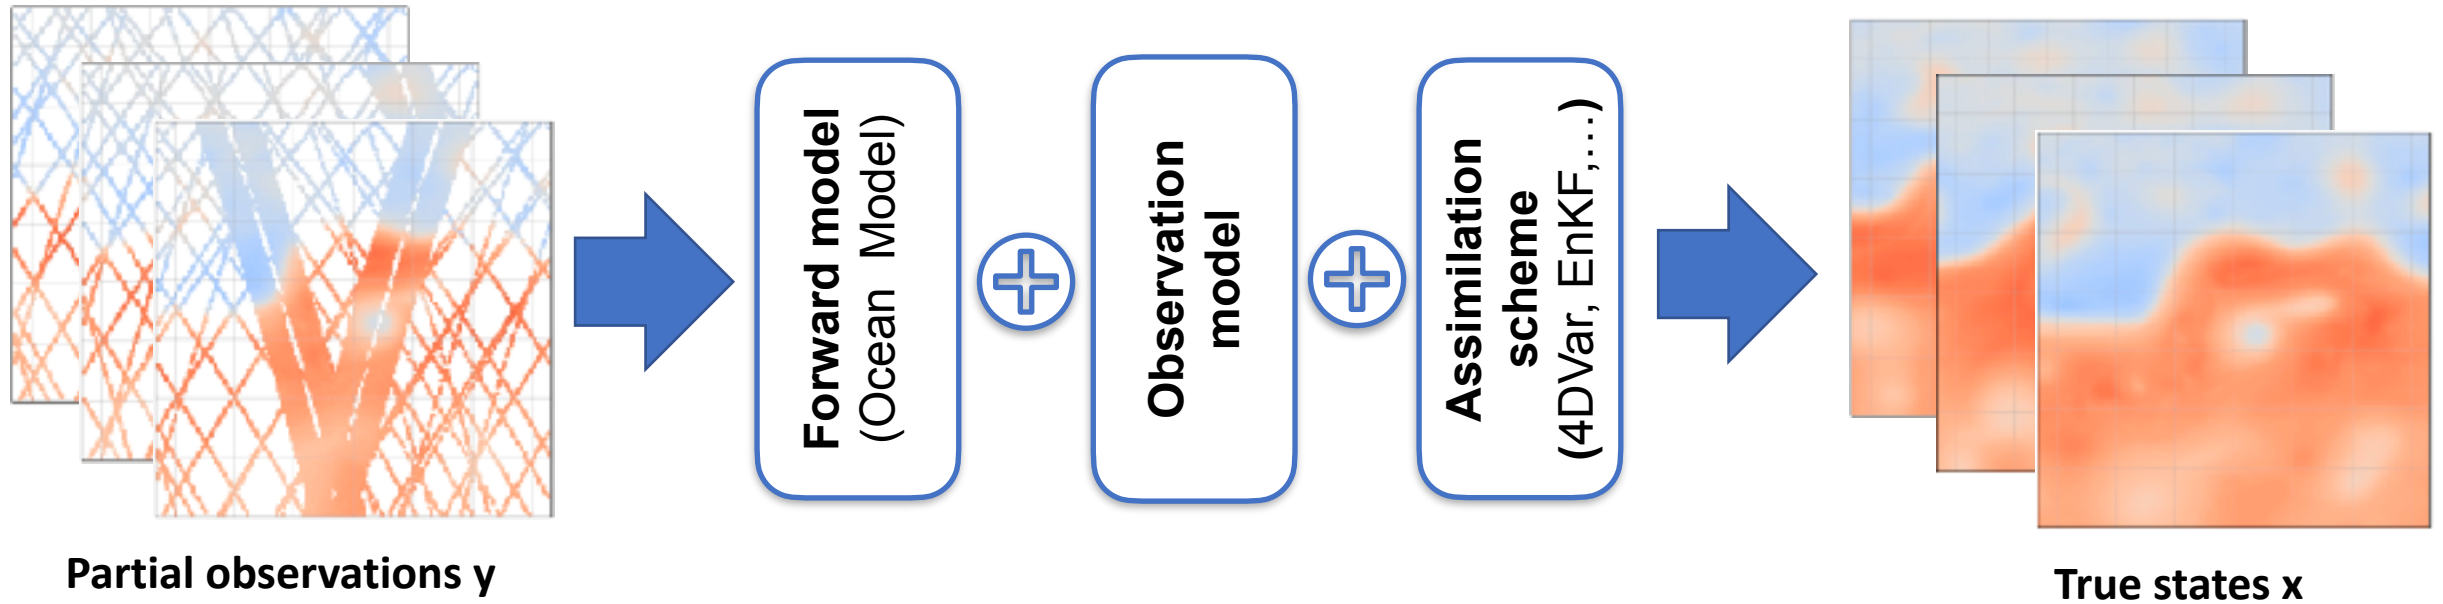 Partial observations y
Forward model
(Ocean Model)
Observation
model
Assimilation
scheme
(4DVar, EnKF,...)
True states x